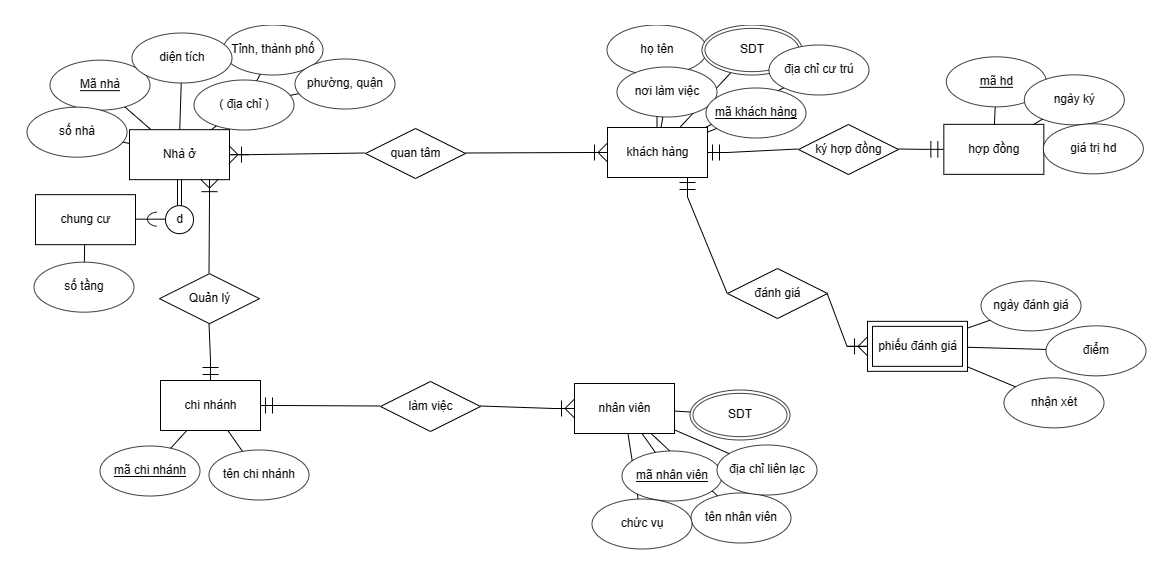 họ tên
SDT
Tỉnh, thành phố
diện tích
địa chỉ cư trú
Mã nhà
phường, quận
mã hd
nơi làm việc
( địa chỉ )
ngày ký
mã khách hàng
số nhà
Nhà ở
quan tâm
khách hàng
ký hợp đồng
hợp đồng
giá trị hd
chung cư
d
số tầng
Quản lý
đánh giá
ngày đánh giá
phiếu đánh giá
điểm
nhận xét
chi nhánh
làm việc
nhân viên
SDT
mã chi nhánh
tên chi nhánh
mã nhân viên
địa chỉ liên lạc
chức vụ
tên nhân viên